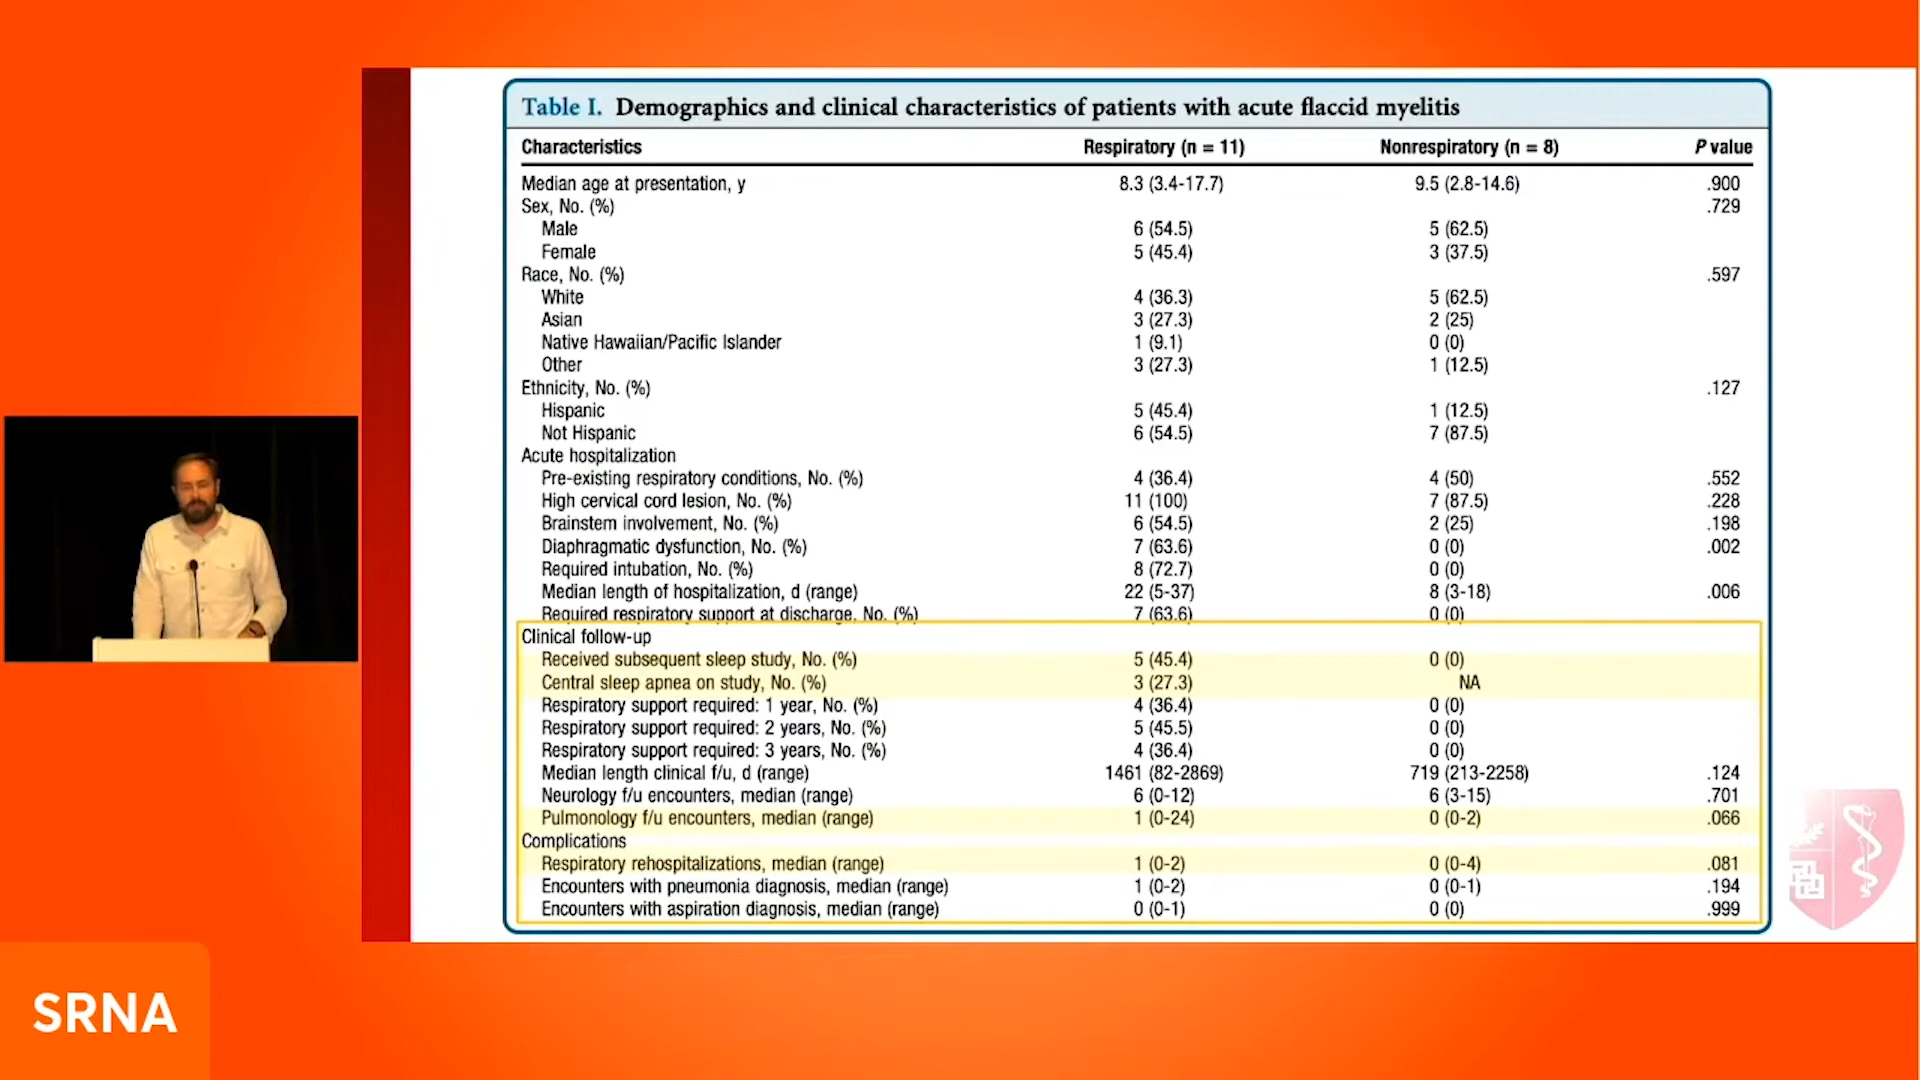 Table I. Demographics and clinical characteristics of patients with acute flaccid myelitis
Characteristics Respiratory (n = 11) Nonrespiratory (n = 8) P value
Median age at presentation, y 8.3 (3.4-17.7) 9.5 (2.8-14.6) .900
Sex, No. (%) .729
Male 6 (54.5) 5 (62.5)
Female 5 (45.4) 3 (37.5)
Race, No. (%) .597
White 4 (36.3) 5 (62.5)
Asian 3 (27.3) 2 (25)
Native Hawaiian/Pacific Islander 1 (9.1) 0 (0)
Other 3 (27.3) 1 (12.5)
Ethnicity, No. (%) .127
Hispanic 5 (45.4) 1 (12.5)
Not Hispanic 6 (54.5) 7 (87.5)
Acute hospitalization
Pre-existing respiratory conditions, No. (%) 4 (36.4) 4 (50) .552
High cervical cord lesion, No. (%) 11 (100) 7 (87.5) .228
Brainstem involvement, No. (%) 6 (54.5) 2 (25) .198
Diaphragmatic dysfunction, No. (%) 7 (63.6) 0 (0) .002
Required intubation, No. (%) 8 (72.7) 0 (0)
Median length of hospitalization, d (range) 22 (5-37) 8 (3-18) .006
Required respiratory support at discharge, No. (%) 7 (63.6) 0 (0)
Clinical follow-up
Received subsequent sleep study, No. (%) 5 (45.4) 0 (0)
Central sleep apnea on study, No. (%) 3 (27.3) NA
Respiratory support required: 1 year, No. (%) 4 (36.4) 0 (0)
Respiratory support required: 2 years, No. (%) 5 (45.5) 0 (0)
Respiratory support required: 3 years, No. (%) 4 (36.4) 0 (0)
Median length clinical f/u, d (range) 1461 (82-2869) 719 (213-2258) .124
Neurology f/u encounters, median (range) 6 (0-12) 6 (3-15) .701
Pulmonology f/u encounters, median (range) 1 (0-24) 0 (0-2) .066
Complications
Respiratory rehospitalizations, median (range) 1 (0-2) 0 (0-4) .081
Encounters with pneumonia diagnosis, median (range) 1 (0-2) 0 (0-1) .194
Encounters with aspiration diagnosis, median (range) 0 (0-1) 0 (0) .999
SRNA